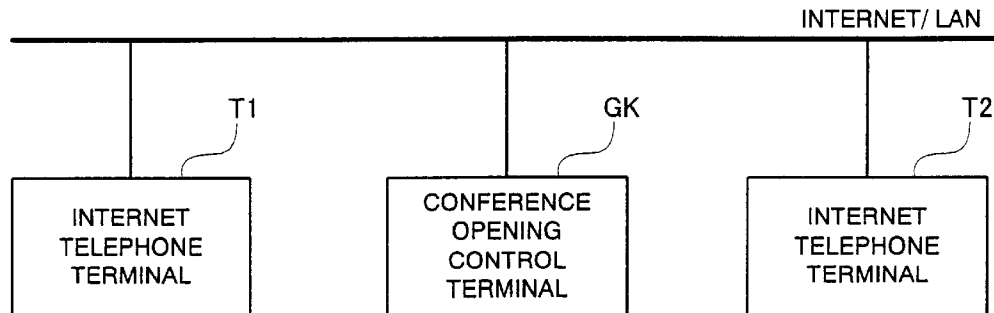 INTERNET/ LAN
T1
GK
T2
INTERNET
TELEPHONE
TERMINAL
CONFERENCE
OPENING
CONTROL
TERMINAL
INTERNET
TELEPHONE
TERMINAL